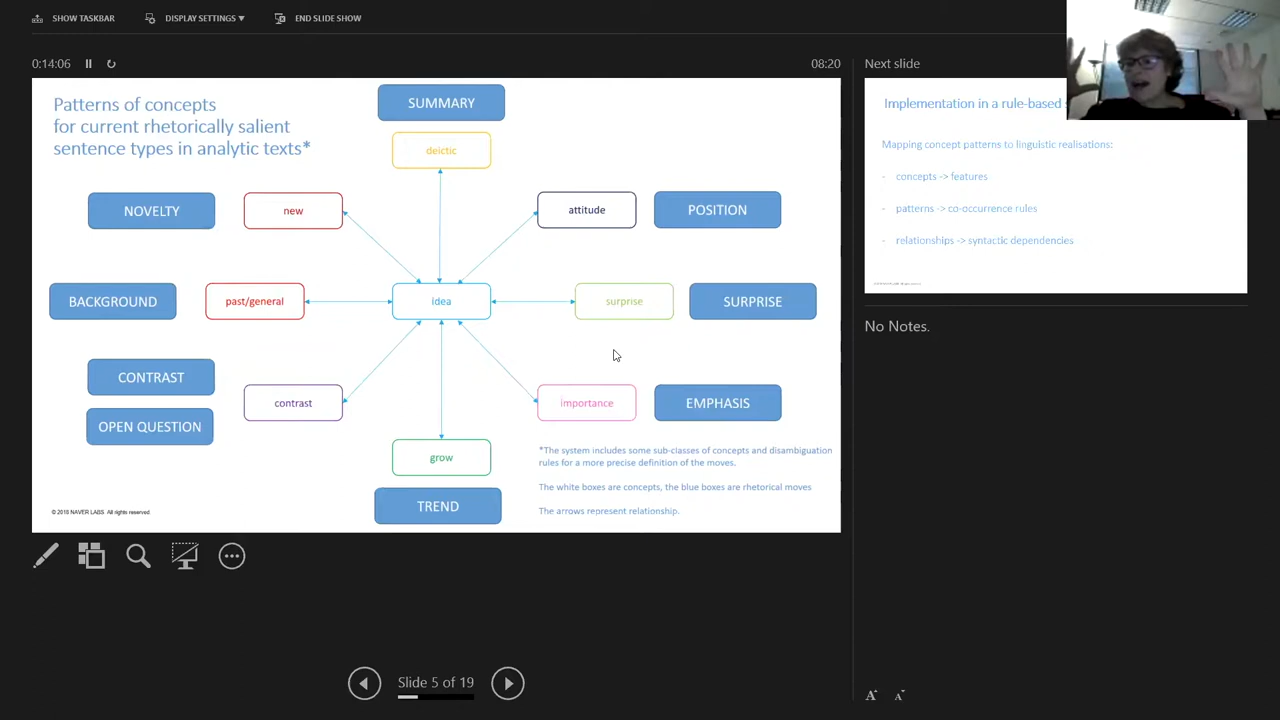 SHOW TASKBAR
DISPLAY SETTINGS ▼
END SLIDE SHOW
0:14:06
08:20
Patterns of concepts
for current rhetorically salient
sentence types in analytic texts*
SUMMARY
deictic
NOVELTY
new
attitude
POSITION
BACKGROUND
past/general
idea
surprise
SURPRISE
CONTRAST
OPEN QUESTION
contrast
importance
EMPHASIS
grow
TREND
*The system includes some sub-classes of concepts and disambiguation
rules for a more precise definition of the moves.
The white boxes are concepts, the blue boxes are rhetorical moves
The arrows represent relationship.
© 2018 NAVER LABS. All rights reserved.
Next slide
Implementation in a rule-based
Mapping concept patterns to linguistic realisations:
- concepts -> features
- patterns -> co-occurrence rules
- relationships -> syntactic dependencies
No Notes.
Slide 5 of 19
A A